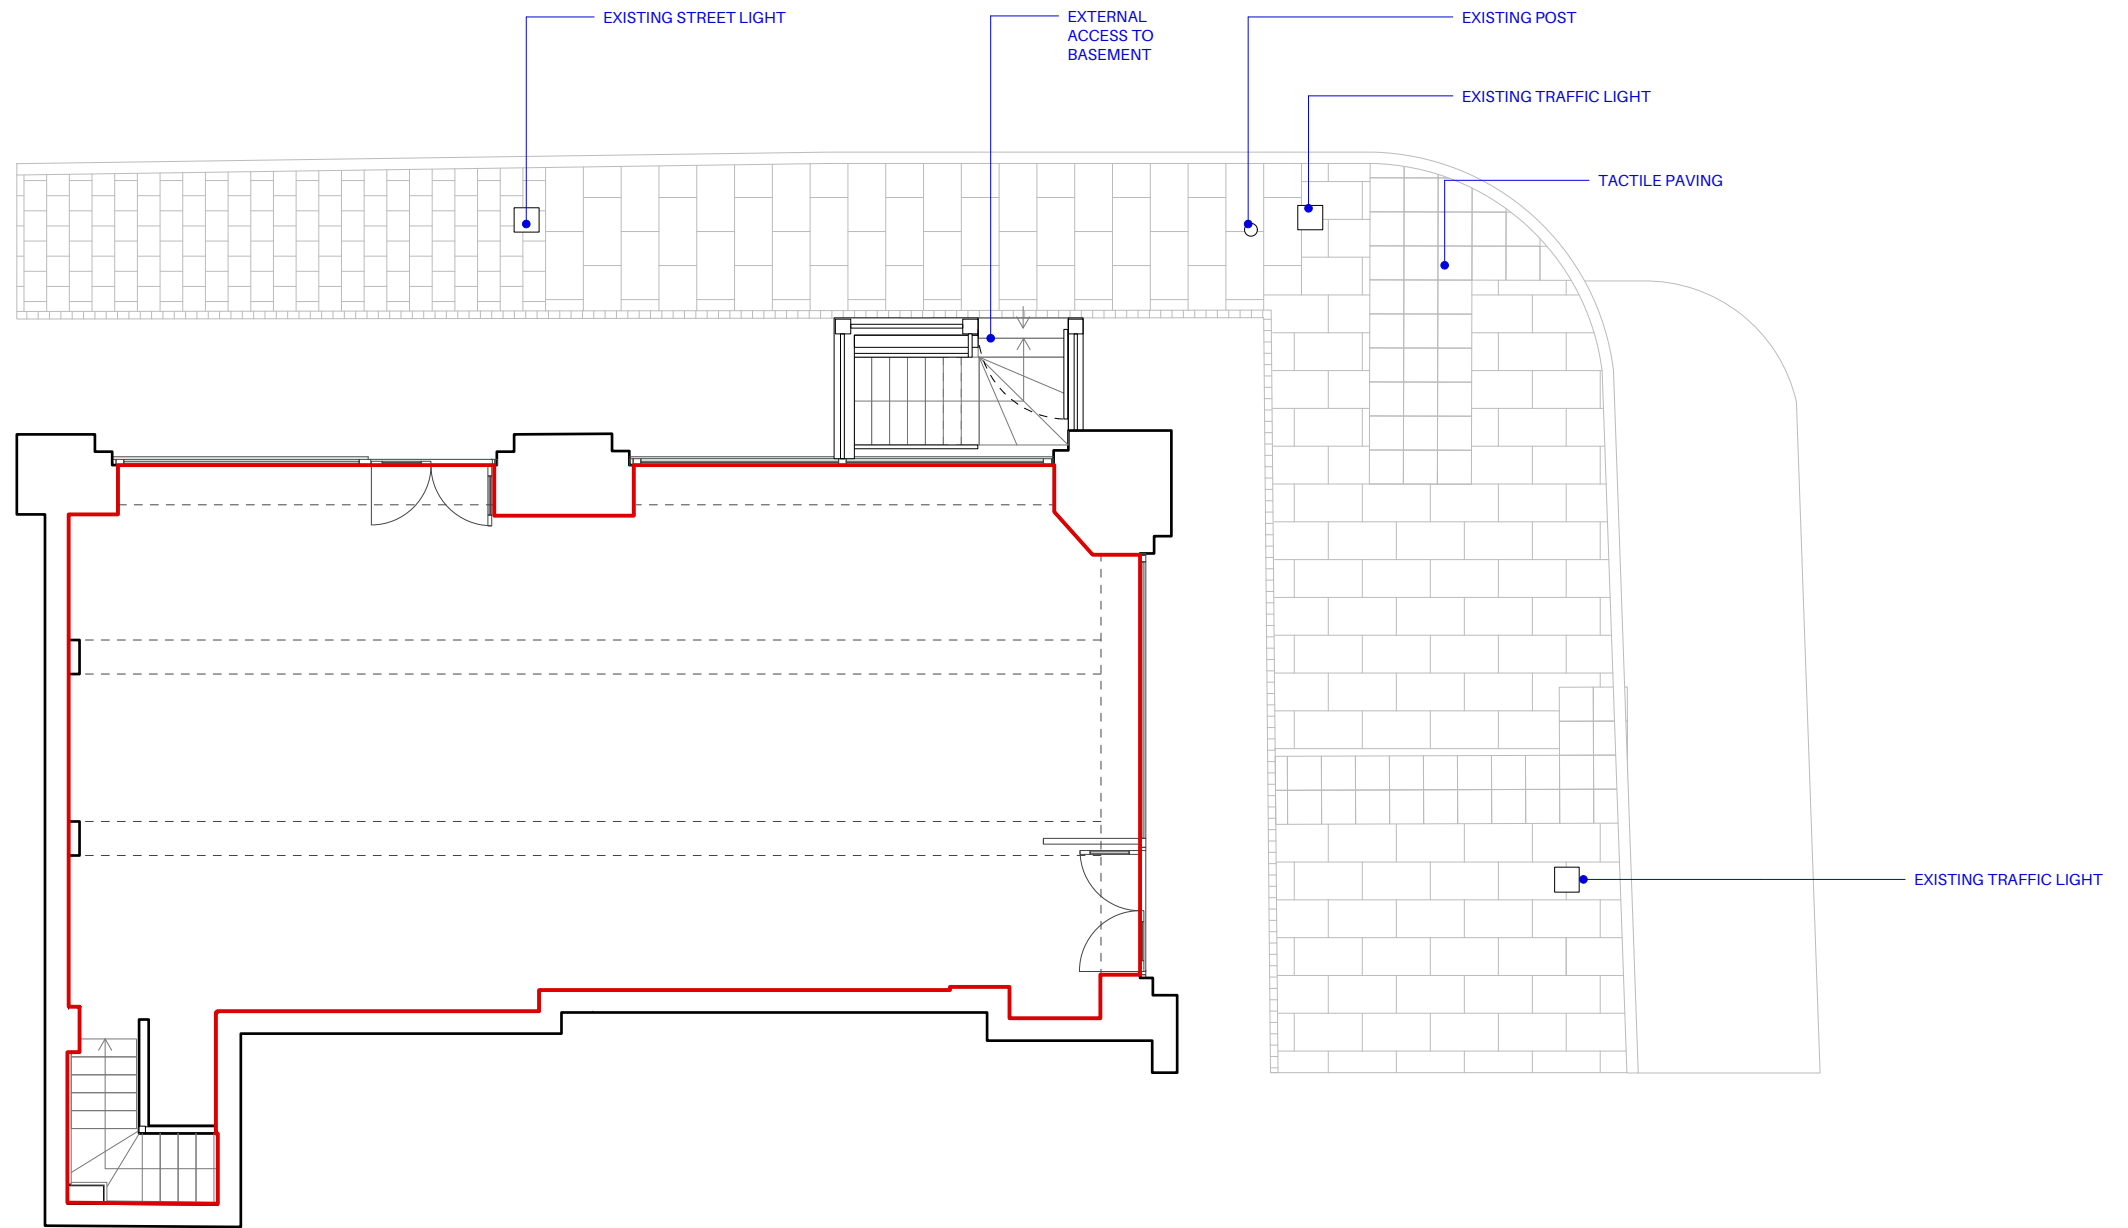 EXISTING STREET LIGHT
EXTERNAL
ACCESS TO
BASEMENT
EXISTING POST
EXISTING TRAFFIC LIGHT
TACTILE PAVING
EXISTING TRAFFIC LIGHT